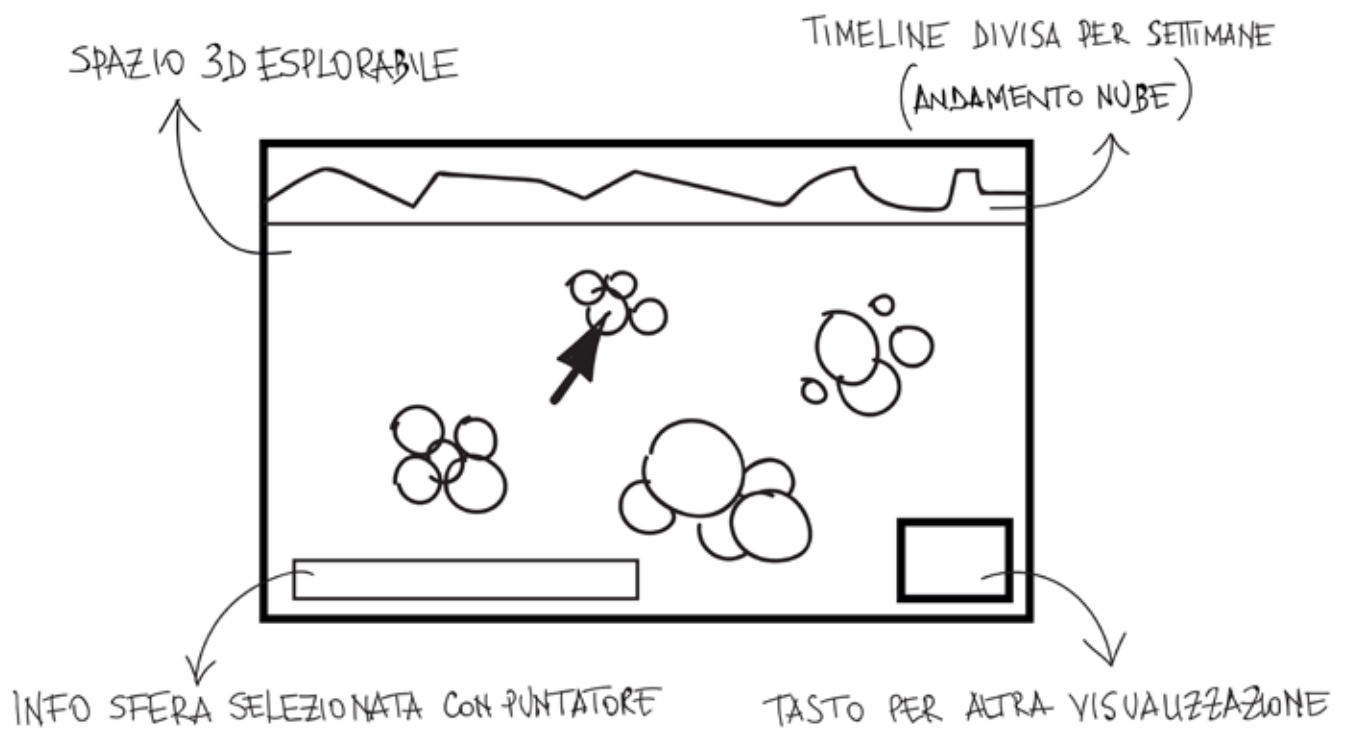 SPAZIO 3D ESPLORABILE
TIMELINE DIVISA PER SETTIMANE
(ANDAMENTO NUBE)
INFO SFERA SELEZIONATA CON PUNTATORE
TASTO PER ALTRA VISUALIZZAZIONE